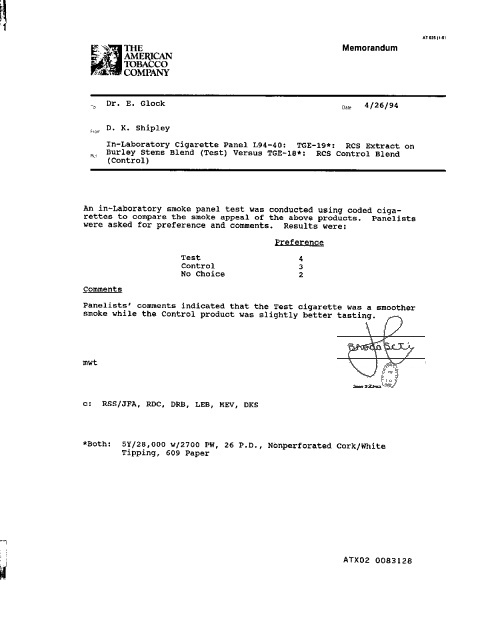 AT 825 (1-8)
THE
AMERICAN
TOBACCO
COMPANY
Memorandum
To Dr. E. Glock Date 4/26/94
From D. K. Shipley
Re: In-Laboratory Cigarette Panel L94-40: TGE-19*: RCS Extract on
Burley Stems Blend (Test) Versus TGE-18*: RCS Control Blend
(Control)
An in-Laboratory smoke panel test was conducted using coded ciga-
rettes to compare the smoke appeal of the above products. Panelists
were asked for preference and comments. Results were:
Preference
Test 4
Control 3
No Choice 2
Comments
Panelists' comments indicated that the Test cigarette was a smoother
smoke while the Control product was slightly better tasting.
mwt
c: RSS/JFA, RDC, DRB, LEB, MEV, DKS
*Both: 5Y/28,000 w/2700 PW, 26 P.D., Nonperforated Cork/White
Tipping, 609 Paper
ATX02 0083128